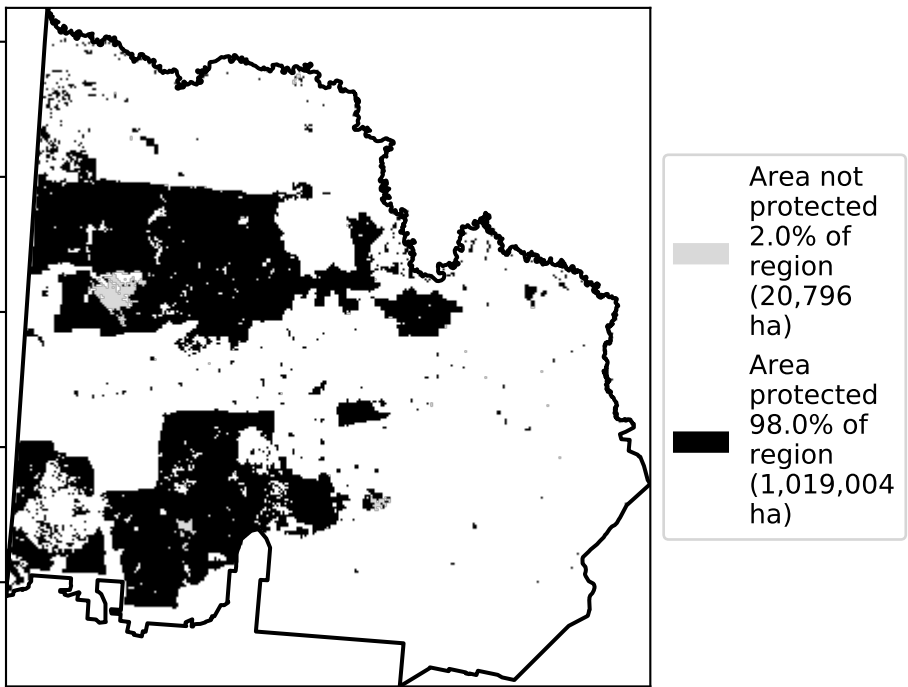 Area not
protected
2.0% of
region
(20,796
ha)
Area
protected
98.0% of
region
(1,019,004
ha)